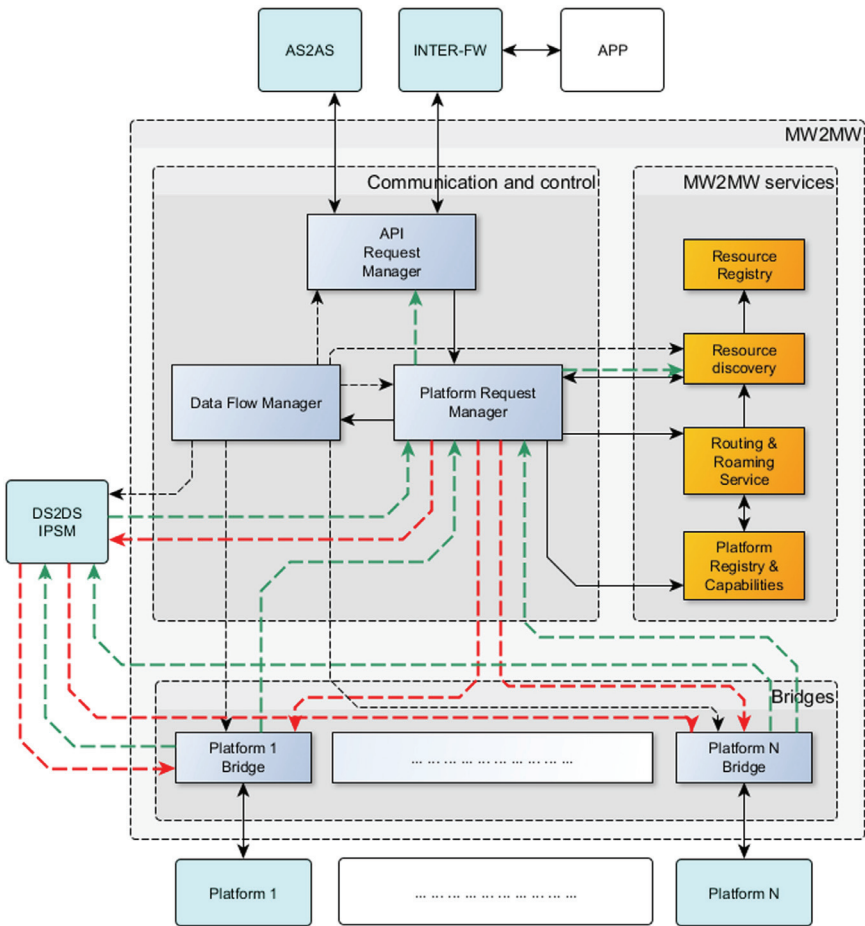 AS2AS
INTER-FW
APP
MW2MW
Communication and control
MW2MW services
API
Request
Manager
Resource
Registry
Resource
discovery
Data Flow Manager
Platform Request
Manager
Routing &
Roaming
Service
DS2DS
IPSM
Platform
Registry &
Capabilities
Bridges
Platform 1
Bridge
... ... ... ... ... ... ... ... ... ...
Platform N
Bridge
Platform 1
... ... ... ... ... ... ... ... ... ...
Platform N